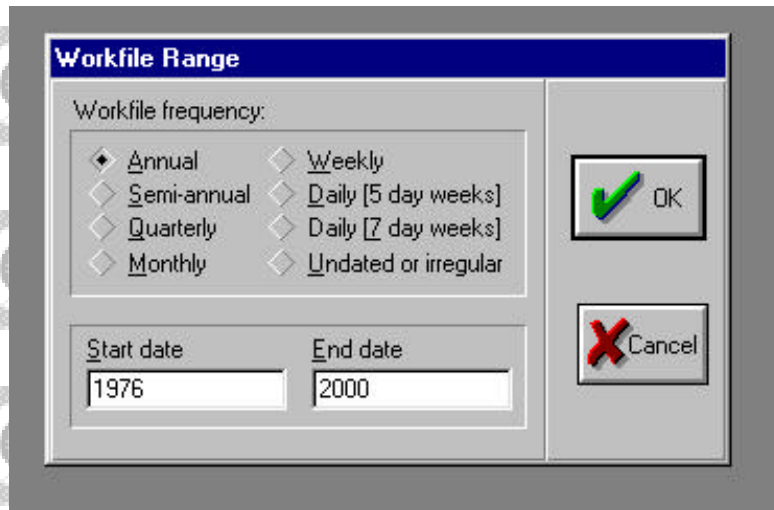 Workfile Range
Workfile frequency:
Annual
Semi-annual
Quarterly
Monthly
Weekly
Daily [5 day weeks]
Daily [7 day weeks]
Undated or irregular
Start date
1976
End date
2000
OK
Cancel